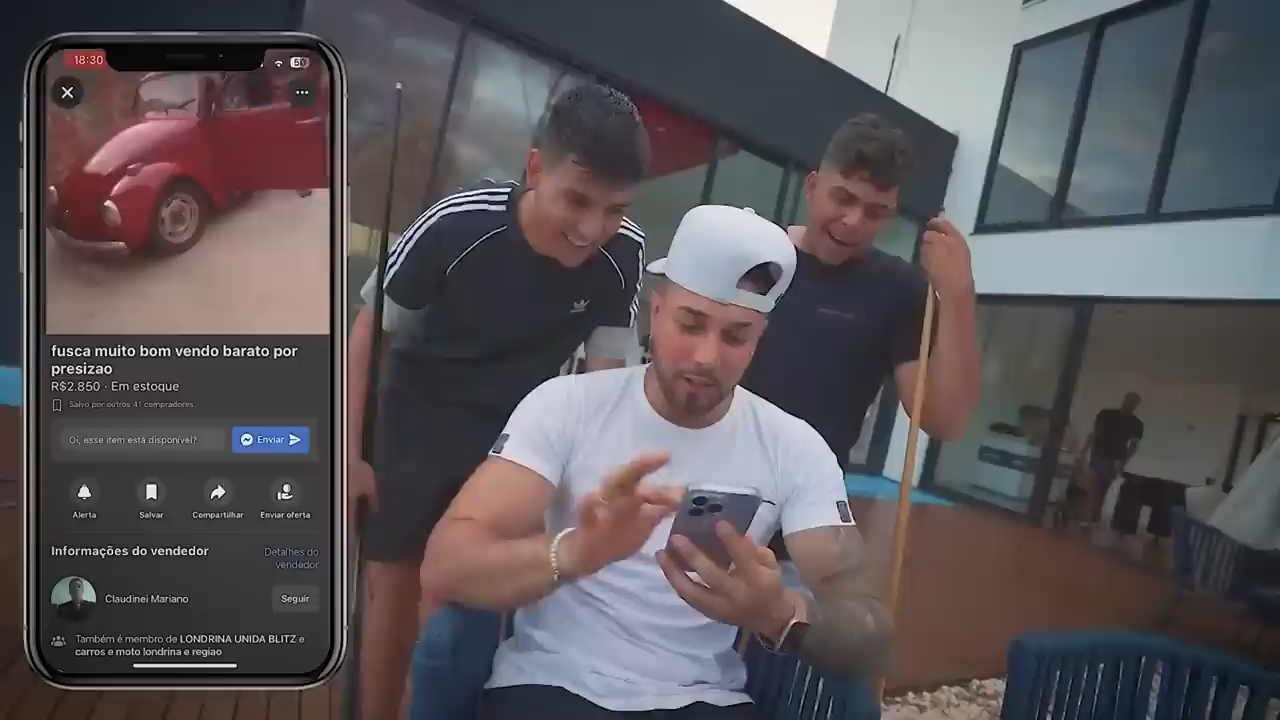 18:30
60
fusca muito bom vendo barato por
presizao
R$2.850 · Em estoque
Salvo por outros 41 compradores
Oi, esse item está disponível?
Enviar
Alerta
Salvar
Compartilhar
Enviar oferta
Informações do vendedor
Detalhes do
vendedor
Claudinei Mariano
Seguir
Também é membro de LONDRINA UNIDA BLITZ e
carros e moto londrina e regiao